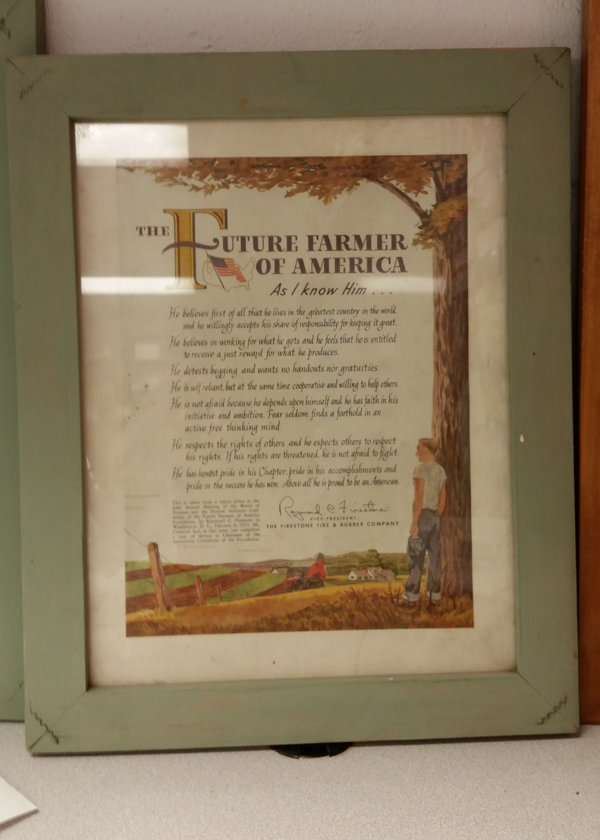 THE FUTURE FARMER
OF AMERICA
As I know Him . . .
He believes first of all that he lives in the greatest country in the world.
and he willingly accepts his share of responsibility for keeping it great.
He believes in working for what he gets and he feels that he is entitled
to receive a just reward for what he produces.
He detests begging and wants no handouts nor gratuities.
He is self reliant, but at the same time cooperative and willing to help others.
He is not afraid because he depends upon himself and he has faith in his
initiative and ambition. Fear seldom finds a foothold in an
active free thinking mind.
He respects the rights of others and he expects others to respect
his rights. If his rights are threatened, he is not afraid to fight.
He has honest pride in his Chapter, pride in his accomplishments and
pride in the success he has won. Above all he is proud to be an American.
Raymond C. Firestone
VICE-PRESIDENT
THE FIRESTONE TIRE & RUBBER COMPANY